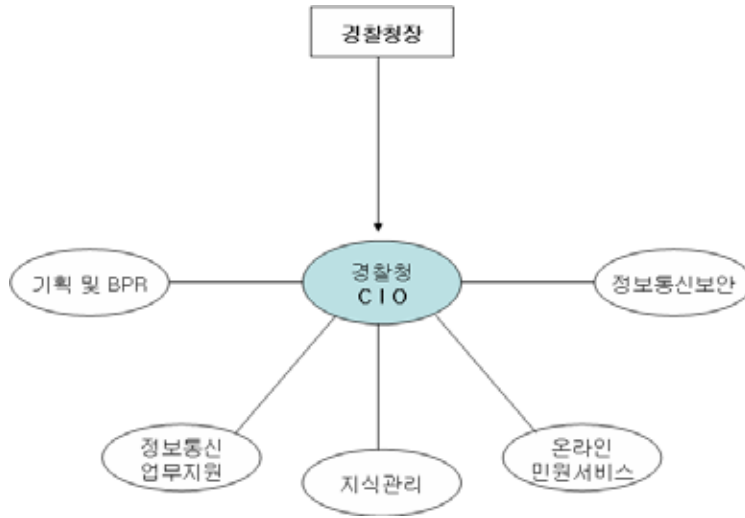 경찰청장
경찰청
CIO
기획 및 BPR
정보통신보안
정보통신
업무지원
지식관리
온라인
민원서비스